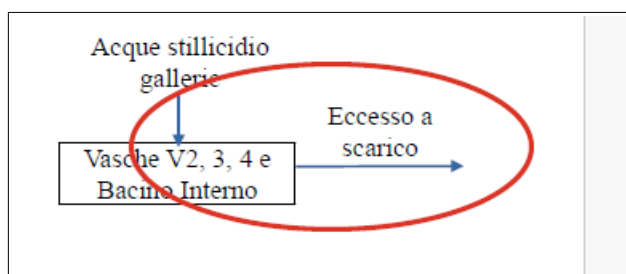 Acque stillicidio
gallerie
Eccesso a
scarico
Vasche V2, 3, 4 e
Bacino Interno